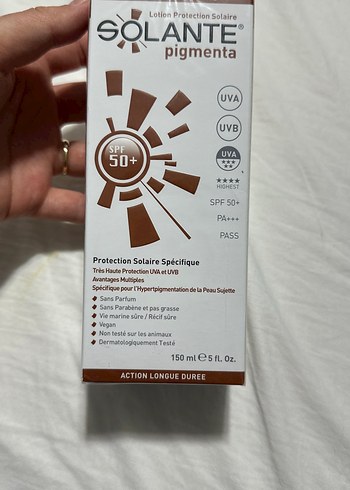 Lotion Protection Solaire
SOLANTE®
pigmenta
UVA
UVB
SPF
50+
UVA
HIGHEST
SPF 50+
PA+++
PASS
Protection Solaire Spécifique
Très Haute Protection UVA et UVB
Avantages Multiples
Spécifique pour l'Hypertpigmentation de la Peau Sujette
Sans Parfum
Sans Parabène et pas grasse
Vie marine sûre / Récif sûre
Vegan
Non testé sur les animaux
Dermatologiquement Testé
150 ml ℮ 5 fl. Oz.
ACTION LONGUE DUREE